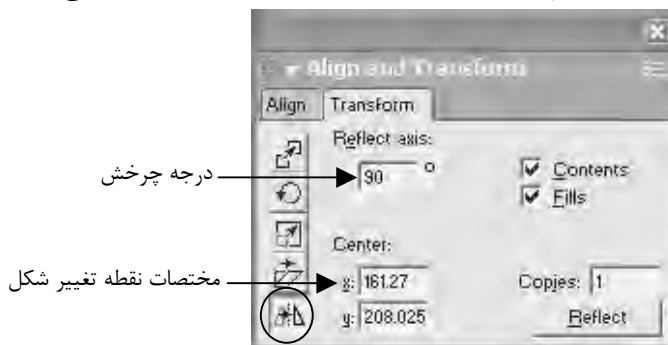 Align and Transform
Align Transform
Reflect axis:
درجه چرخش
90 °
Contents
Fills
Center:
مختصات نقطه تغییر شکل
x: 161.27
Copies: 1
y: 208.025
Reflect